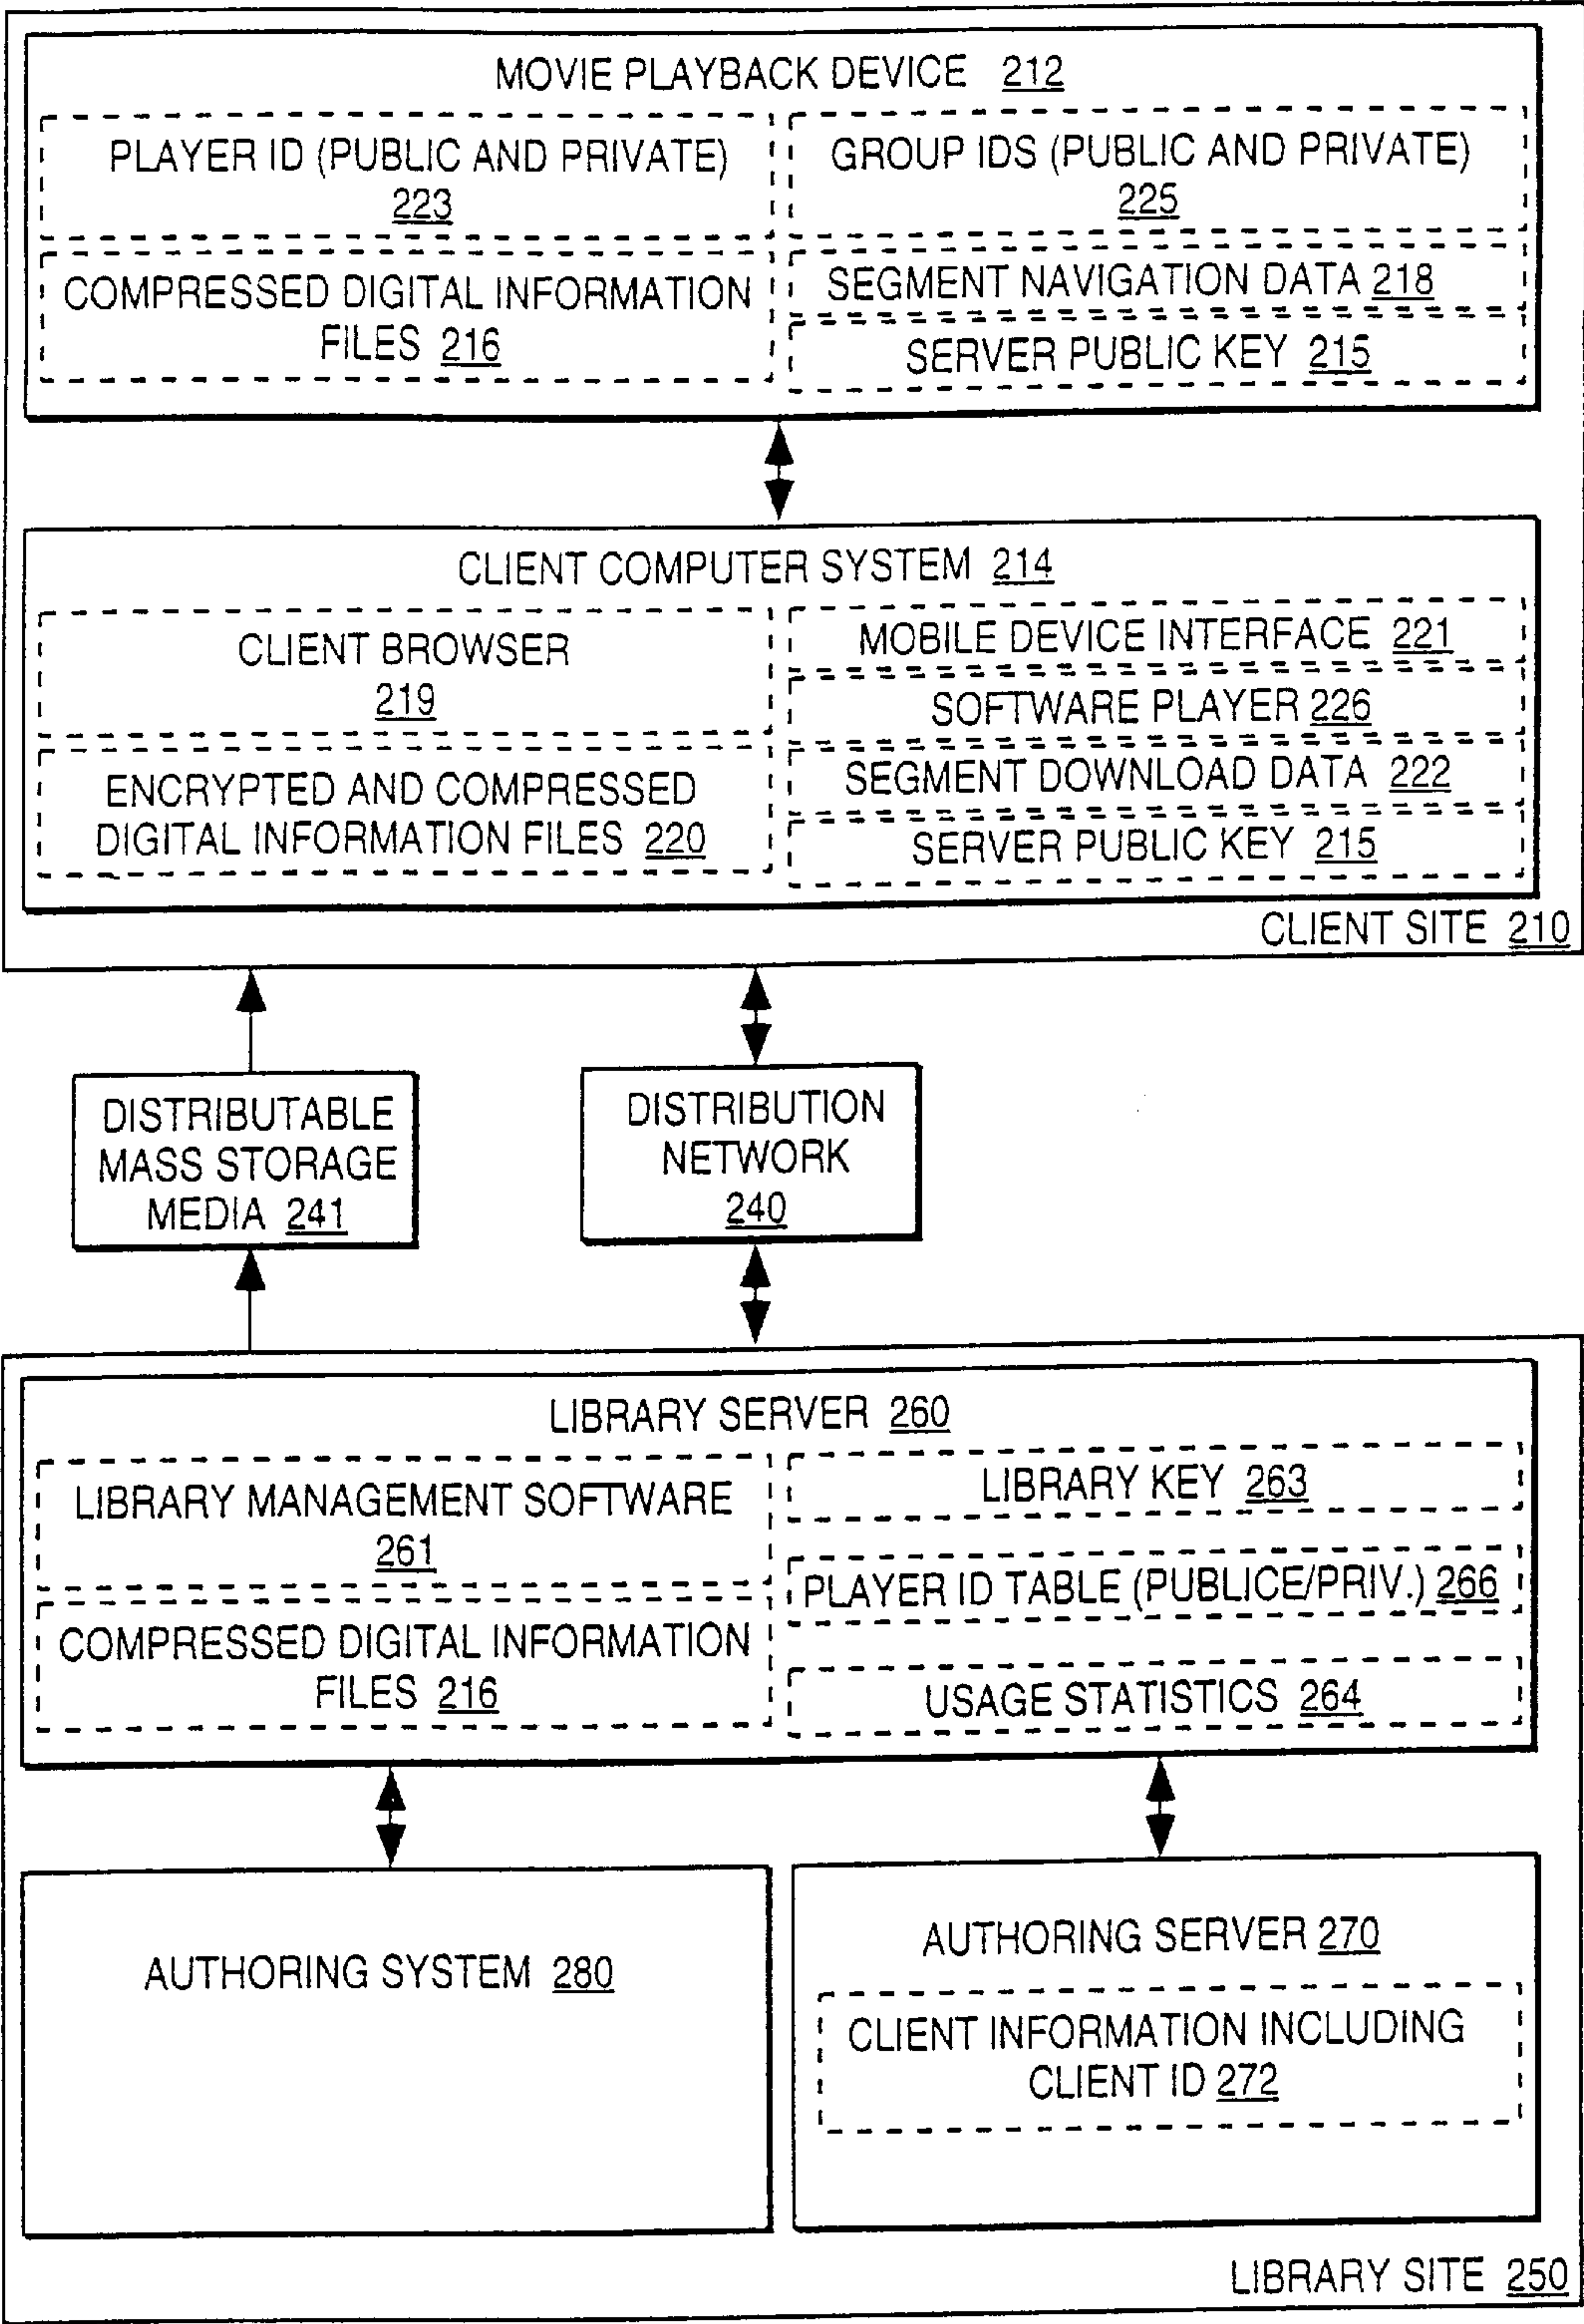 MOVIE PLAYBACK DEVICE 212
PLAYER ID (PUBLIC AND PRIVATE)
223
GROUP IDS (PUBLIC AND PRIVATE)
225
COMPRESSED DIGITAL INFORMATION
FILES 216
SEGMENT NAVIGATION DATA 218
SERVER PUBLIC KEY 215
CLIENT COMPUTER SYSTEM 214
CLIENT BROWSER
219
MOBILE DEVICE INTERFACE 221
SOFTWARE PLAYER 226
ENCRYPTED AND COMPRESSED
DIGITAL INFORMATION FILES 220
SEGMENT DOWNLOAD DATA 222
SERVER PUBLIC KEY 215
CLIENT SITE 210
DISTRIBUTABLE
MASS STORAGE
MEDIA 241
DISTRIBUTION
NETWORK
240
LIBRARY SERVER 260
LIBRARY MANAGEMENT SOFTWARE
261
LIBRARY KEY 263
PLAYER ID TABLE (PUBLICE/PRIV.) 266
COMPRESSED DIGITAL INFORMATION
FILES 216
USAGE STATISTICS 264
AUTHORING SYSTEM 280
AUTHORING SERVER 270
CLIENT INFORMATION INCLUDING
CLIENT ID 272
LIBRARY SITE 250